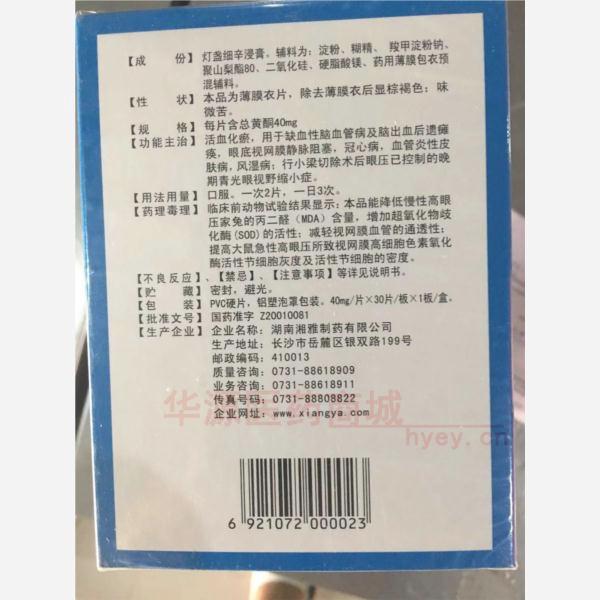 【成　份】灯盏细辛浸膏。辅料为：淀粉、糊精、羧甲淀粉钠、
聚山梨酯80、二氧化硅、硬脂酸镁、药用薄膜包衣预
混辅料。
【性　状】本品为薄膜衣片，除去薄膜衣后显棕褐色；味
微苦。
【规　格】每片含总黄酮40mg
【功能主治】活血化瘀，用于缺血性脑血管病及脑出血后遗瘫
痪，眼底视网膜静脉阻塞，冠心病，血管炎性皮
肤病，风湿病；行小梁切除术后眼压已控制的晚
期青光眼视野缩小症。
【用法用量】口服。一次2片，一日3次。
【药理毒理】临床前动物试验结果显示：本品能降低慢性高眼
压家兔的丙二醛（MDA）含量，增加超氧化物歧
化酶(SOD)的活性；减轻视网膜血管的通透性；
提高大鼠急性高眼压所致视网膜高细胞色素氧化
酶活性节细胞灰度及活性节细胞的密度。
【不良反应】、【禁忌】、【注意事项】等详见说明书。
【贮　藏】密封，避光。
【包　装】PVC硬片，铝塑泡罩包装。40mg/片×30片/板×1板/盒。
【批准文号】国药准字 Z20010081
【生产企业】企业名称：湖南湘雅制药有限公司
生产地址：长沙市岳麓区银双路199号
邮政编码：410013
质量咨询：0731-88618909
业务咨询：0731-88618911
传真号码：0731-88808822
企业网址：www.xiangya.com
华源医药商城
hyey.cn
6 921072 000023